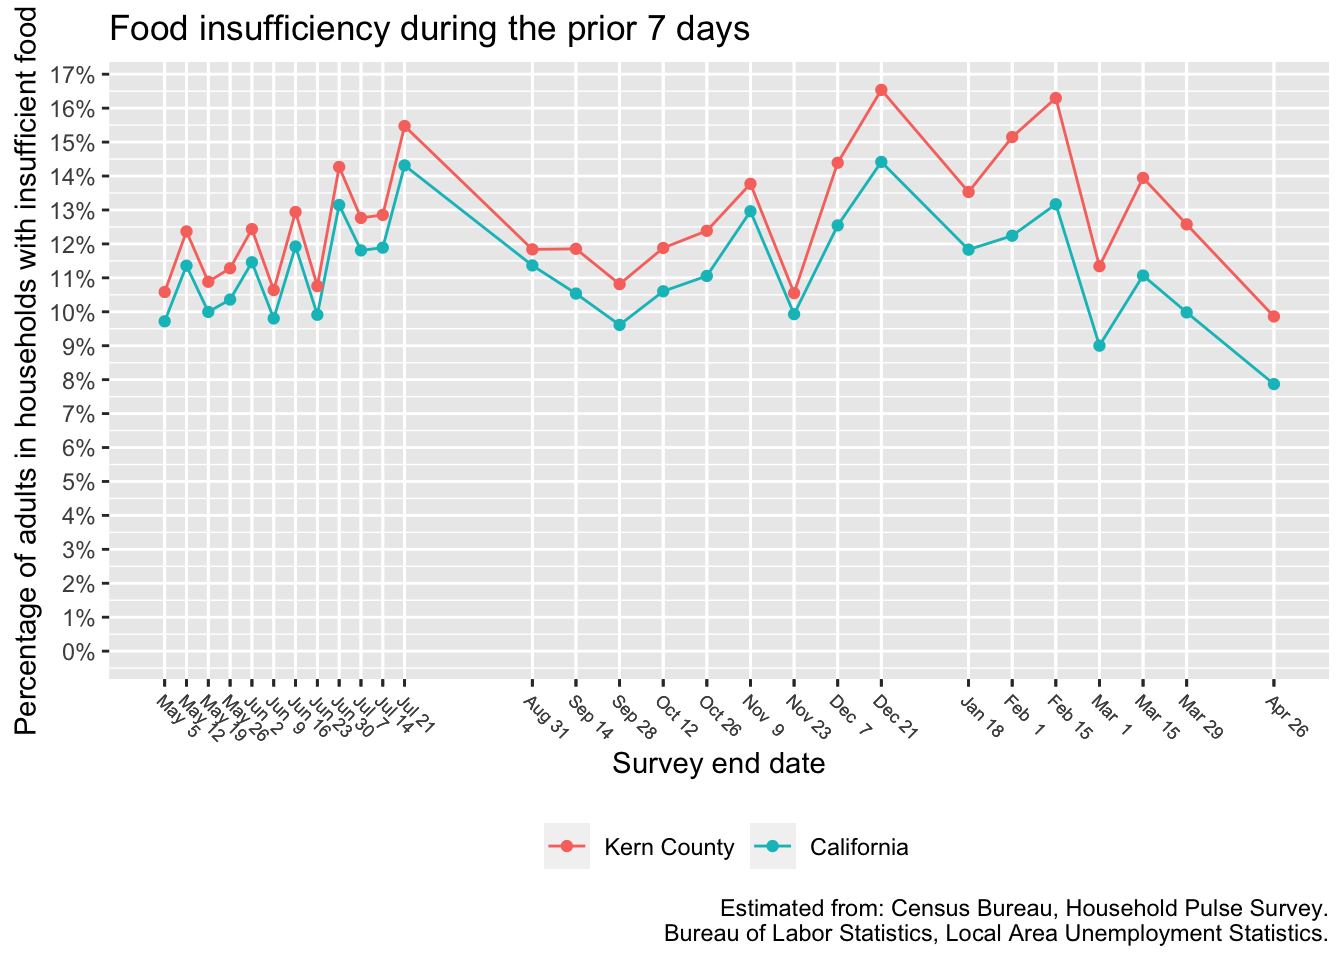 Food insufficiency during the prior 7 days
Percentage of adults in households with insufficient food
17%
16%
15%
14%
13%
12%
11%
10%
9%
8%
7%
6%
5%
4%
3%
2%
1%
0%
May 5
May 12
May 19
May 26
Jun 2
Jun 9
Jun 16
Jun 23
Jun 30
Jul 7
Jul 14
Jul 21
Aug 31
Sep 14
Sep 28
Oct 12
Oct 26
Nov 9
Nov 23
Dec 7
Dec 21
Jan 18
Feb 1
Feb 15
Mar 1
Mar 15
Mar 29
Apr 26
Survey end date
Kern County
California
Estimated from: Census Bureau, Household Pulse Survey.
Bureau of Labor Statistics, Local Area Unemployment Statistics.